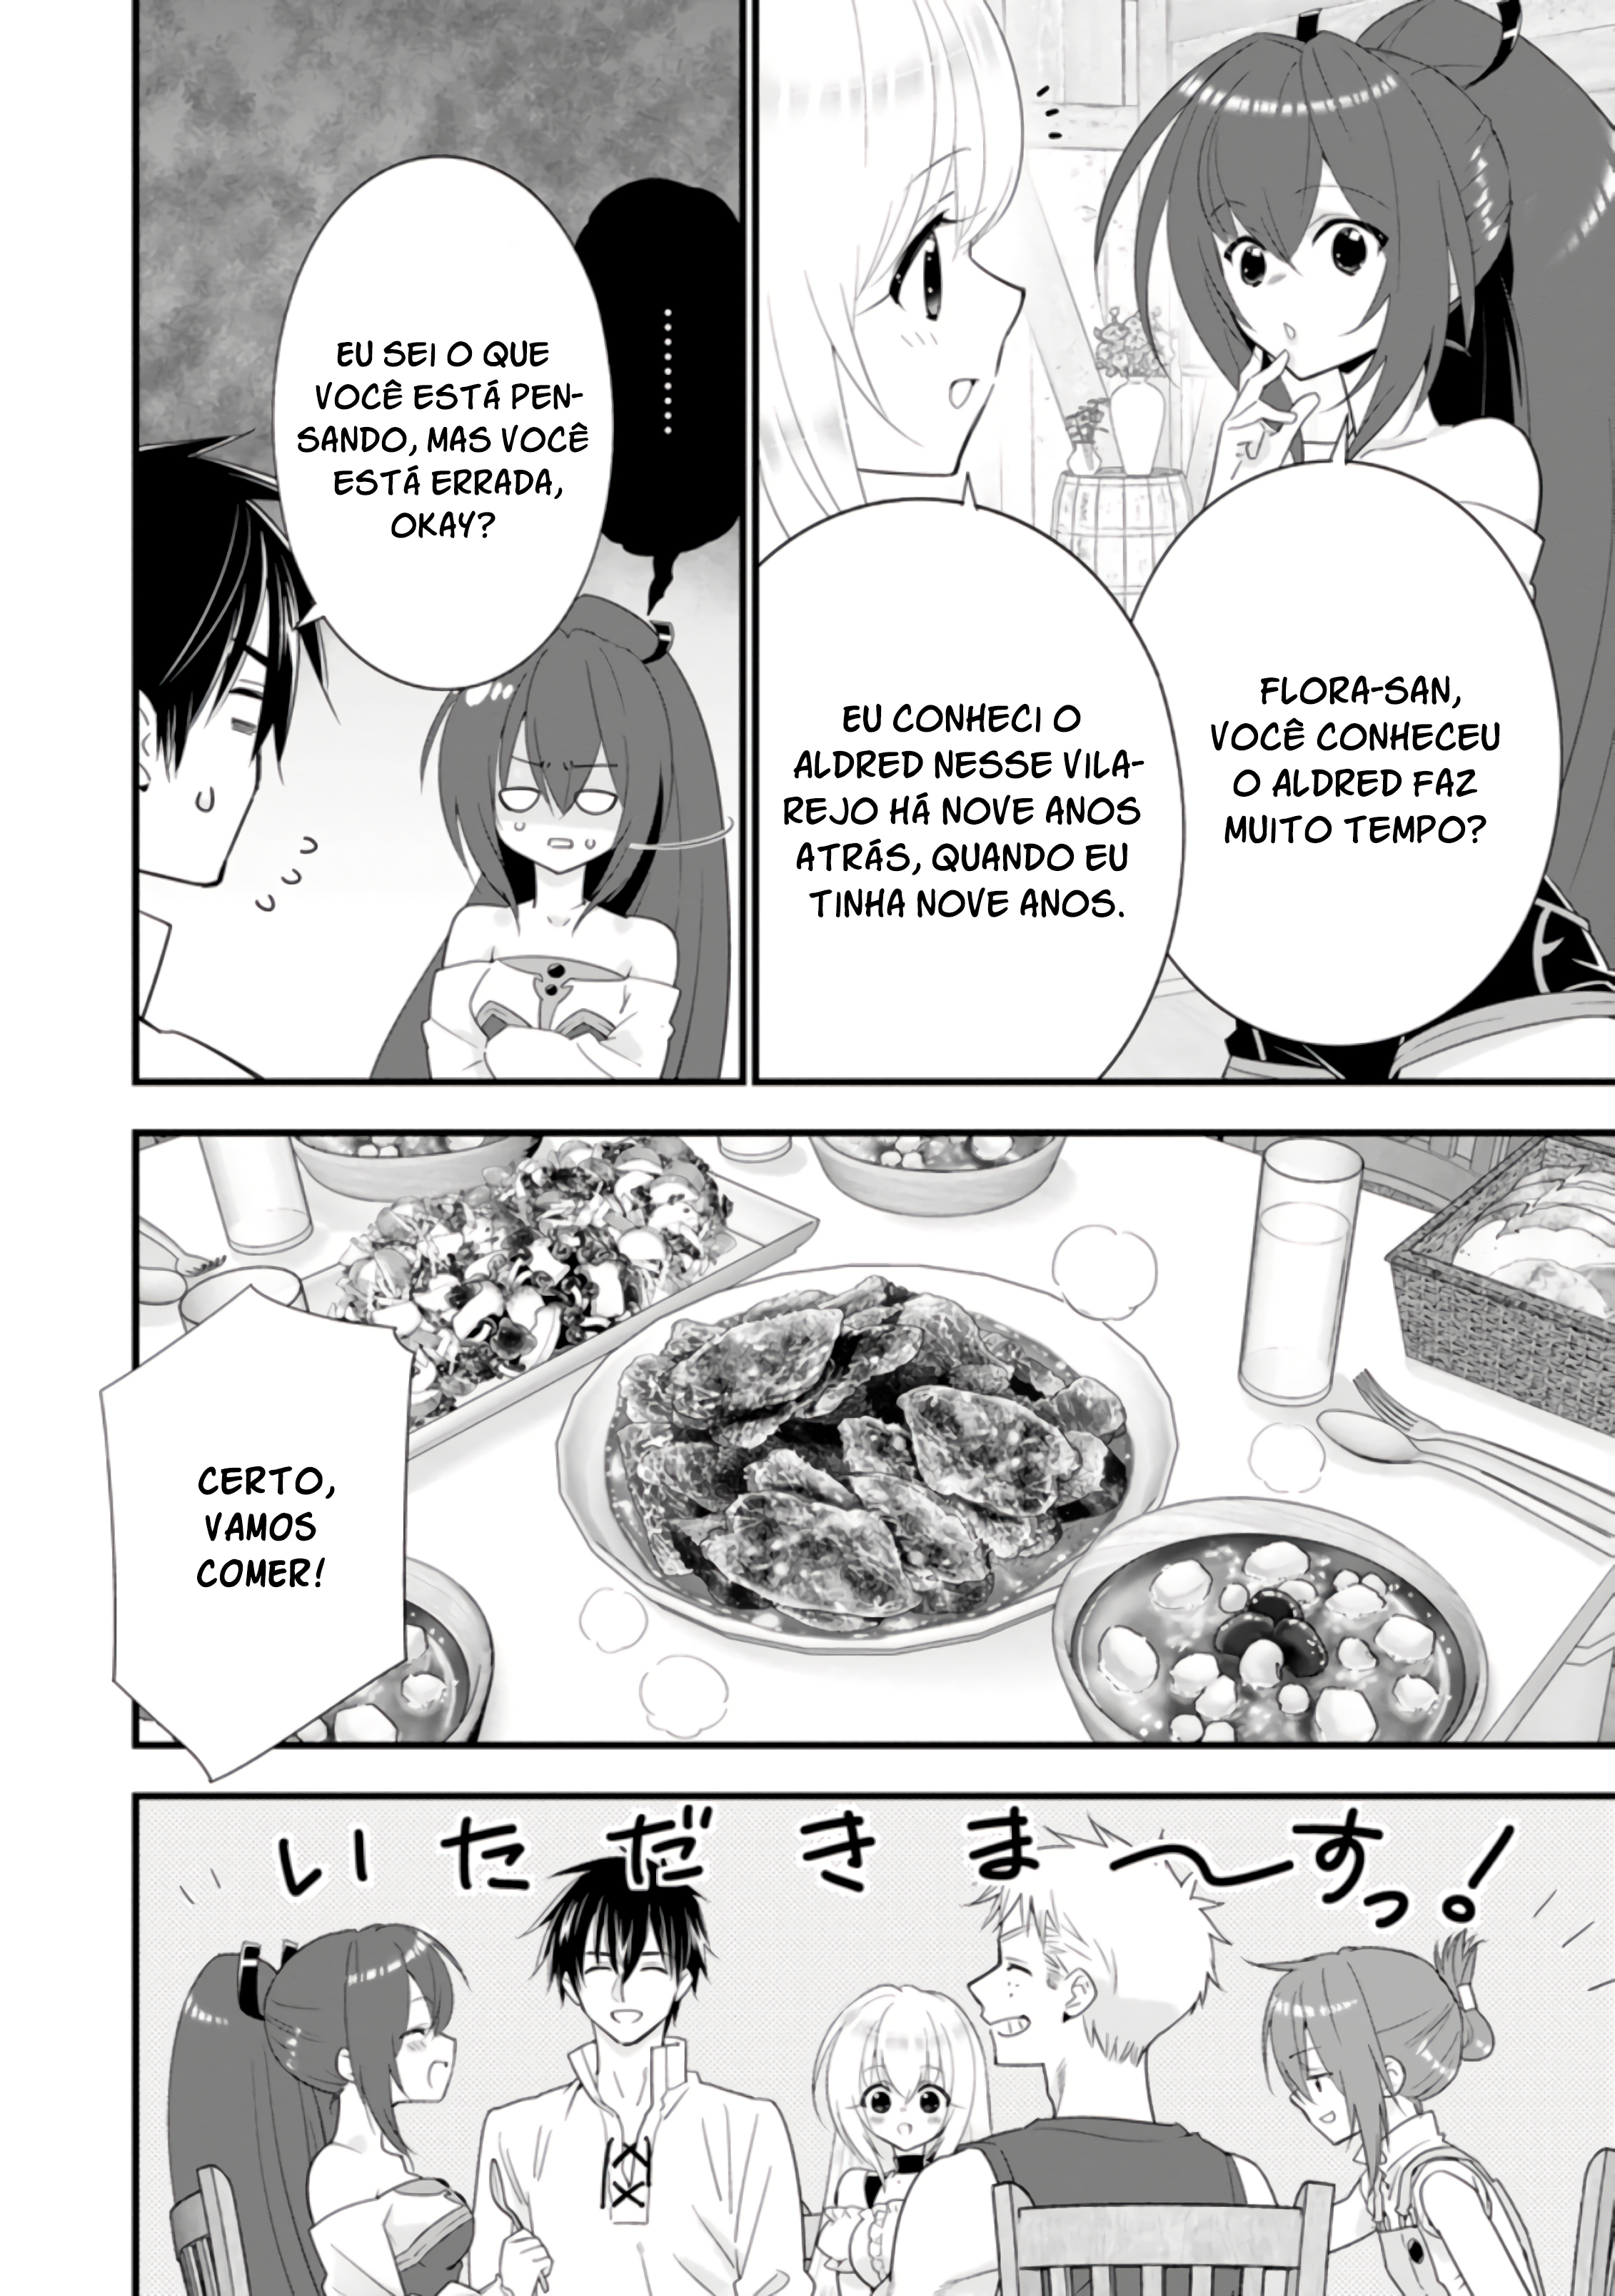 FLORA-SAN,
VOCÊ CONHECEU
O ALDRED FAZ
MUITO TEMPO?
EU CONHECI O
ALDRED NESSE VILA-
REJO HÁ NOVE ANOS
ATRÁS, QUANDO EU
TINHA NOVE ANOS.
..........
EU SEI O QUE
VOCÊ ESTÁ PEN-
SANDO, MAS VOCÊ
ESTÁ ERRADA,
OKAY?
CERTO,
VAMOS
COMER!
いただきま〜すっ！